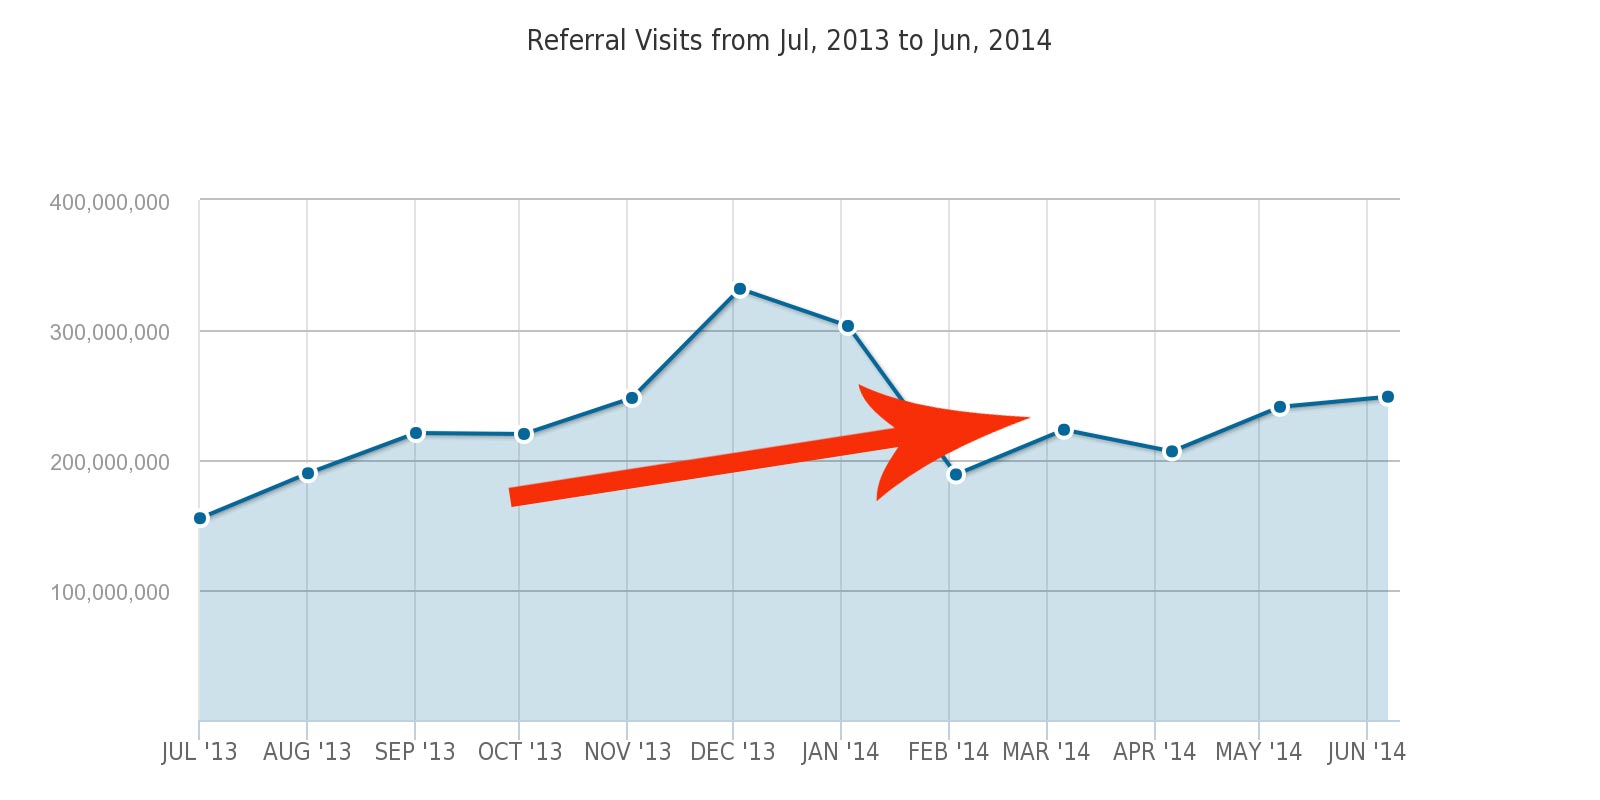 Referral Visits from Jul, 2013 to Jun, 2014
400,000,000
300,000,000
200,000,000
100,000,000
JUL '13 AUG '13 SEP '13 OCT '13 NOV '13 DEC '13 JAN '14 FEB '14 MAR '14 APR '14 MAY '14 JUN '14